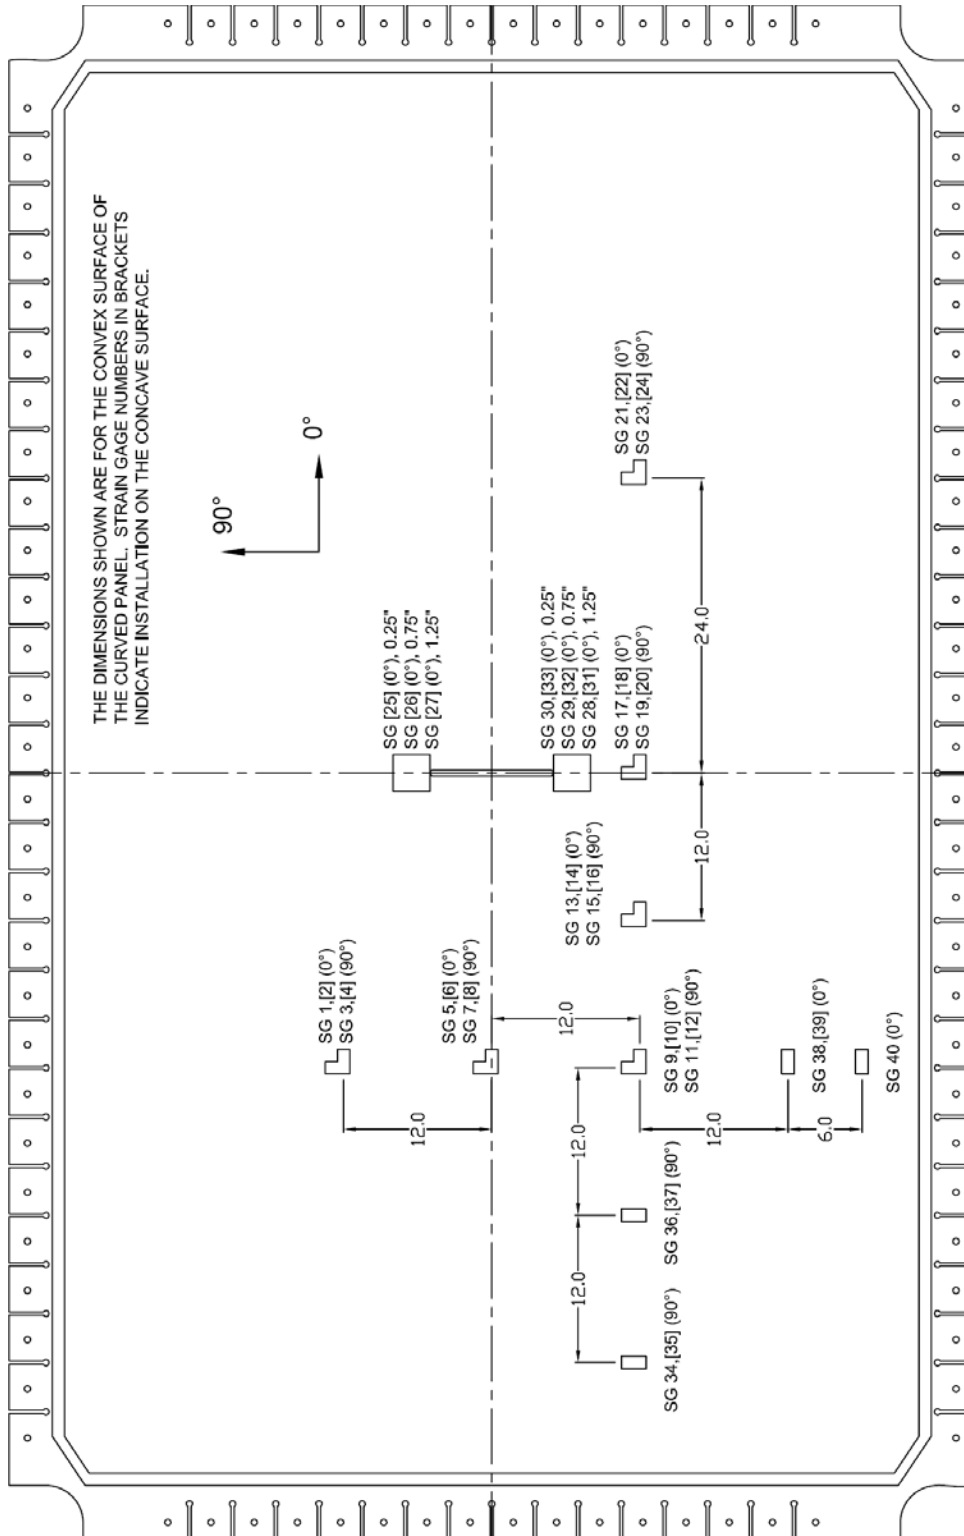 THE DIMENSIONS SHOWN ARE FOR THE CONVEX SURFACE OF
THE CURVED PANEL. STRAIN GAGE NUMBERS IN BRACKETS
INDICATE INSTALLATION ON THE CONCAVE SURFACE.
90°
0°
SG [25] (0°), 0.25"
SG [26] (0°), 0.75"
SG [27] (0°), 1.25"
SG 1,[2] (0°)
SG 3,[4] (90°)
12.0
SG 5,[6] (0°)
SG 7,[8] (90°)
12.0
SG 30,[33] (0°), 0.25"
SG 29,[32] (0°), 0.75"
SG 28,[31] (0°), 1.25"
SG 13,[14] (0°)
SG 15,[16] (90°)
SG 17,[18] (0°)
SG 19,[20] (90°)
SG 21,[22] (0°)
SG 23,[24] (90°)
12.0
12.0
SG 34,[35] (90°)
SG 36,[37] (90°)
SG 9,[10] (0°)
SG 11,[12] (90°)
12.0
24.0
12.0
SG 38,[39] (0°)
6.0
SG 40 (0°)